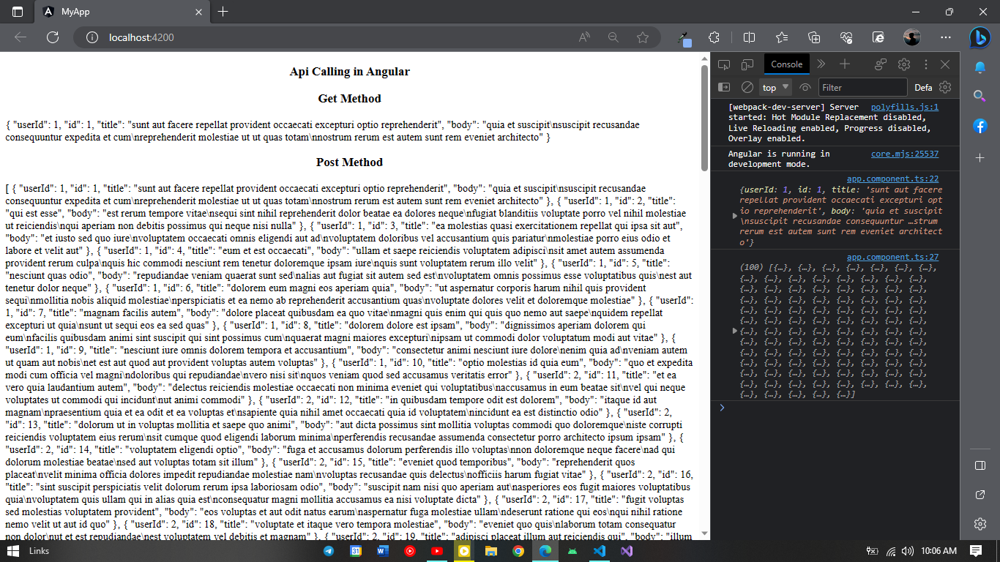 MyApp
localhost:4200
Api Calling in Angular
Get Method
{ "userId": 1, "id": 1, "title": "sunt aut facere repellat provident occaecati excepturi optio reprehenderit", "body": "quia et suscipit\nsuscipit recusandae
consequuntur expedita et cum\nreprehenderit molestiae ut ut quas totam\nnostrum rerum est autem sunt rem eveniet architecto" }
Post Method
[ { "userId": 1, "id": 1, "title": "sunt aut facere repellat provident occaecati excepturi optio reprehenderit", "body": "quia et suscipit\nsuscipit recusandae
consequuntur expedita et cum\nreprehenderit molestiae ut ut quas totam\nnostrum rerum est autem sunt rem eveniet architecto" }, { "userId": 1, "id": 2, "title":
"qui est esse", "body": "est rerum tempore vitae\nsequi sint nihil reprehenderit dolor beatae ea dolores neque\nfugiat blanditiis voluptate porro vel nihil molestiae
ut reiciendis\nqui aperiam non debitis possimus qui neque nisi nulla" }, { "userId": 1, "id": 3, "title": "ea molestias quasi exercitationem repellat qui ipsa sit aut",
"body": "et iusto sed quo iure\nvoluptatem occaecati omnis eligendi aut ad\nvoluptatem doloribus vel accusantium quis pariatur\nmolestiae porro eius odio et
labore et velit aut" }, { "userId": 1, "id": 4, "title": "eum et est occaecati", "body": "ullam et saepe reiciendis voluptatem adipisci\nsit amet autem assumenda
provident rerum culpa\nquis hic commodi nesciunt rem tenetur doloremque ipsam iure\nquis sunt voluptatem rerum illo velit" }, { "userId": 1, "id": 5, "title":
"nesciunt quas odio", "body": "repudiandae veniam quaerat sunt sed\nalias aut fugiat sit autem sed est\nvoluptatem omnis possimus esse voluptatibus quis\nest aut
tenetur dolor neque" }, { "userId": 1, "id": 6, "title": "dolorem eum magni eos aperiam quia", "body": "ut aspernatur corporis harum nihil quis provident
sequi\nmollitia nobis aliquid molestiae\nperspiciatis et ea nemo ab reprehenderit accusantium quas\nvoluptate dolores velit et doloremque molestiae" }, { "userId":
1, "id": 7, "title": "magnam facilis autem", "body": "dolore placeat quibusdam ea quo vitae\nmagni quis enim qui quis quo nemo aut saepe\nquidem repellat
excepturi ut quia\nsunt ut sequi eos ea sed quas" }, { "userId": 1, "id": 8, "title": "dolorem dolore est ipsam", "body": "dignissimos aperiam dolorem qui
eum\nfacilis quibusdam animi sint suscipit qui sint possimus cum\nquaerat magni maiores excepturi\nipsam ut commodi dolor voluptatum modi aut vitae" }, {
"userId": 1, "id": 9, "title": "nesciunt iure omnis dolorem tempora et accusantium", "body": "consectetur animi nesciunt iure dolore\nenim quia ad\nveniam autem
ut quam aut nobis\net est aut quod aut provident voluptas autem voluptas" }, { "userId": 1, "id": 10, "title": "optio molestias id quia eum", "body": "quo et expedita
modi cum officia vel magni\ndoloribus qui repudiandae\nvero nisi sit\nquos veniam quod sed accusamus veritatis error" }, { "userId": 2, "id": 11, "title": "et ea
vero quia laudantium autem", "body": "delectus reiciendis molestiae occaecati non minima eveniet qui voluptatibus\naccusamus in eum beatae sit\nvel qui neque
voluptates ut commodi qui incidunt\nut animi commodi" }, { "userId": 2, "id": 12, "title": "in quibusdam tempore odit est dolorem", "body": "itaque id aut
magnam\npraesentium quia et ea odit et ea voluptas et\nsapiente quia nihil amet occaecati quia id voluptatem\nincidunt ea est distinctio odio" }, { "userId": 2,
"id": 13, "title": "dolorum ut in voluptas mollitia et saepe quo animi", "body": "aut dicta possimus sint mollitia voluptas commodi quo doloremque\niste corrupti
reiciendis voluptatem eius rerum\nsit cumque quod eligendi laborum minima\nperferendis recusandae assumenda consectetur porro architecto ipsum ipsam" }, {
"userId": 2, "id": 14, "title": "voluptatem eligendi optio", "body": "fuga et accusamus dolorum perferendis illo voluptas\nnon doloremque neque facere\nad qui
dolorum molestiae beatae\nsed aut voluptas totam sit illum" }, { "userId": 2, "id": 15, "title": "eveniet quod temporibus", "body": "reprehenderit quos
placeat\nvelit minima officia dolores impedit repudiandae molestiae nam\nvoluptas recusandae quis delectus\nofficiis harum fugiat vitae" }, { "userId": 2, "id": 16,
"title": "sint suscipit perspiciatis velit dolorum rerum ipsa laboriosam odio", "body": "suscipit nam nisi quo aperiam aut\nasperiores eos fugit maiores voluptatibus
quia\nvoluptatem quis ullam qui in alias quia est\nconsequatur magni mollitia accusamus ea nisi voluptate dicta" }, { "userId": 2, "id": 17, "title": "fugit voluptas
sed molestias voluptatem provident", "body": "eos voluptas et aut odit natus earum\naspernatur fuga molestiae ullam\ndeserunt ratione qui eos\nqui nihil ratione
nemo velit ut aut id quo" }, { "userId": 2, "id": 18, "title": "voluptate et itaque vero tempora molestiae", "body": "eveniet quo quis\nlaborum totam consequatur
non dolor\nut et est repudiandae\nest voluptatem vel debitis et magnam" }, { "userId": 2, "id": 19, "title": "adipisci placeat illum aut reiciendis qui", "body": "illum
Console
top
Filter
Defa
[webpack-dev-server] Server polyfills.js:1
started: Hot Module Replacement disabled,
Live Reloading enabled, Progress disabled,
Overlay enabled.
Angular is running in core.mjs:25537
development mode.
app.component.ts:22
{userId: 1, id: 1, title: 'sunt aut facere
repellat provident occaecati excepturi opt
io reprehenderit', body: 'quia et suscipit
\nsuscipit recusandae consequuntur …strum
rerum est autem sunt rem eveniet architect
o'}
app.component.ts:27
(100) [{…}, {…}, {…}, {…}, {…}, {…}, {…},
{…}, {…}, {…}, {…}, {…}, {…}, {…}, {…},
{…}, {…}, {…}, {…}, {…}, {…}, {…}, {…},
{…}, {…}, {…}, {…}, {…}, {…}, {…}, {…},
{…}, {…}, {…}, {…}, {…}, {…}, {…}, {…},
{…}, {…}, {…}, {…}, {…}, {…}, {…}, {…},
{…}, {…}, {…}, {…}, {…}, {…}, {…}, {…},
{…}, {…}, {…}, {…}, {…}, {…}, {…}, {…},
{…}, {…}, {…}, {…}, {…}, {…}, {…}, {…},
{…}, {…}, {…}, {…}, {…}, {…}, {…}, {…},
{…}, {…}, {…}, {…}, {…}, {…}, {…}, {…},
{…}, {…}, {…}, {…}, {…}, {…}, {…}, {…},
{…}, {…}, {…}, {…}, {…}]
Links
31
10:06 AM